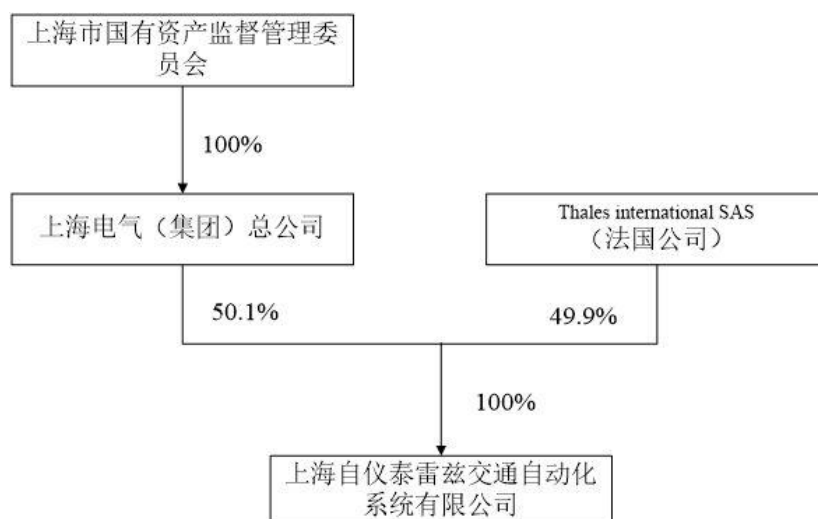 上海市国有资产监督管理委
员会
100%
上海电气（集团）总公司
Thales international SAS
（法国公司）
50.1%
49.9%
100%
上海自仪泰雷兹交通自动化
系统有限公司